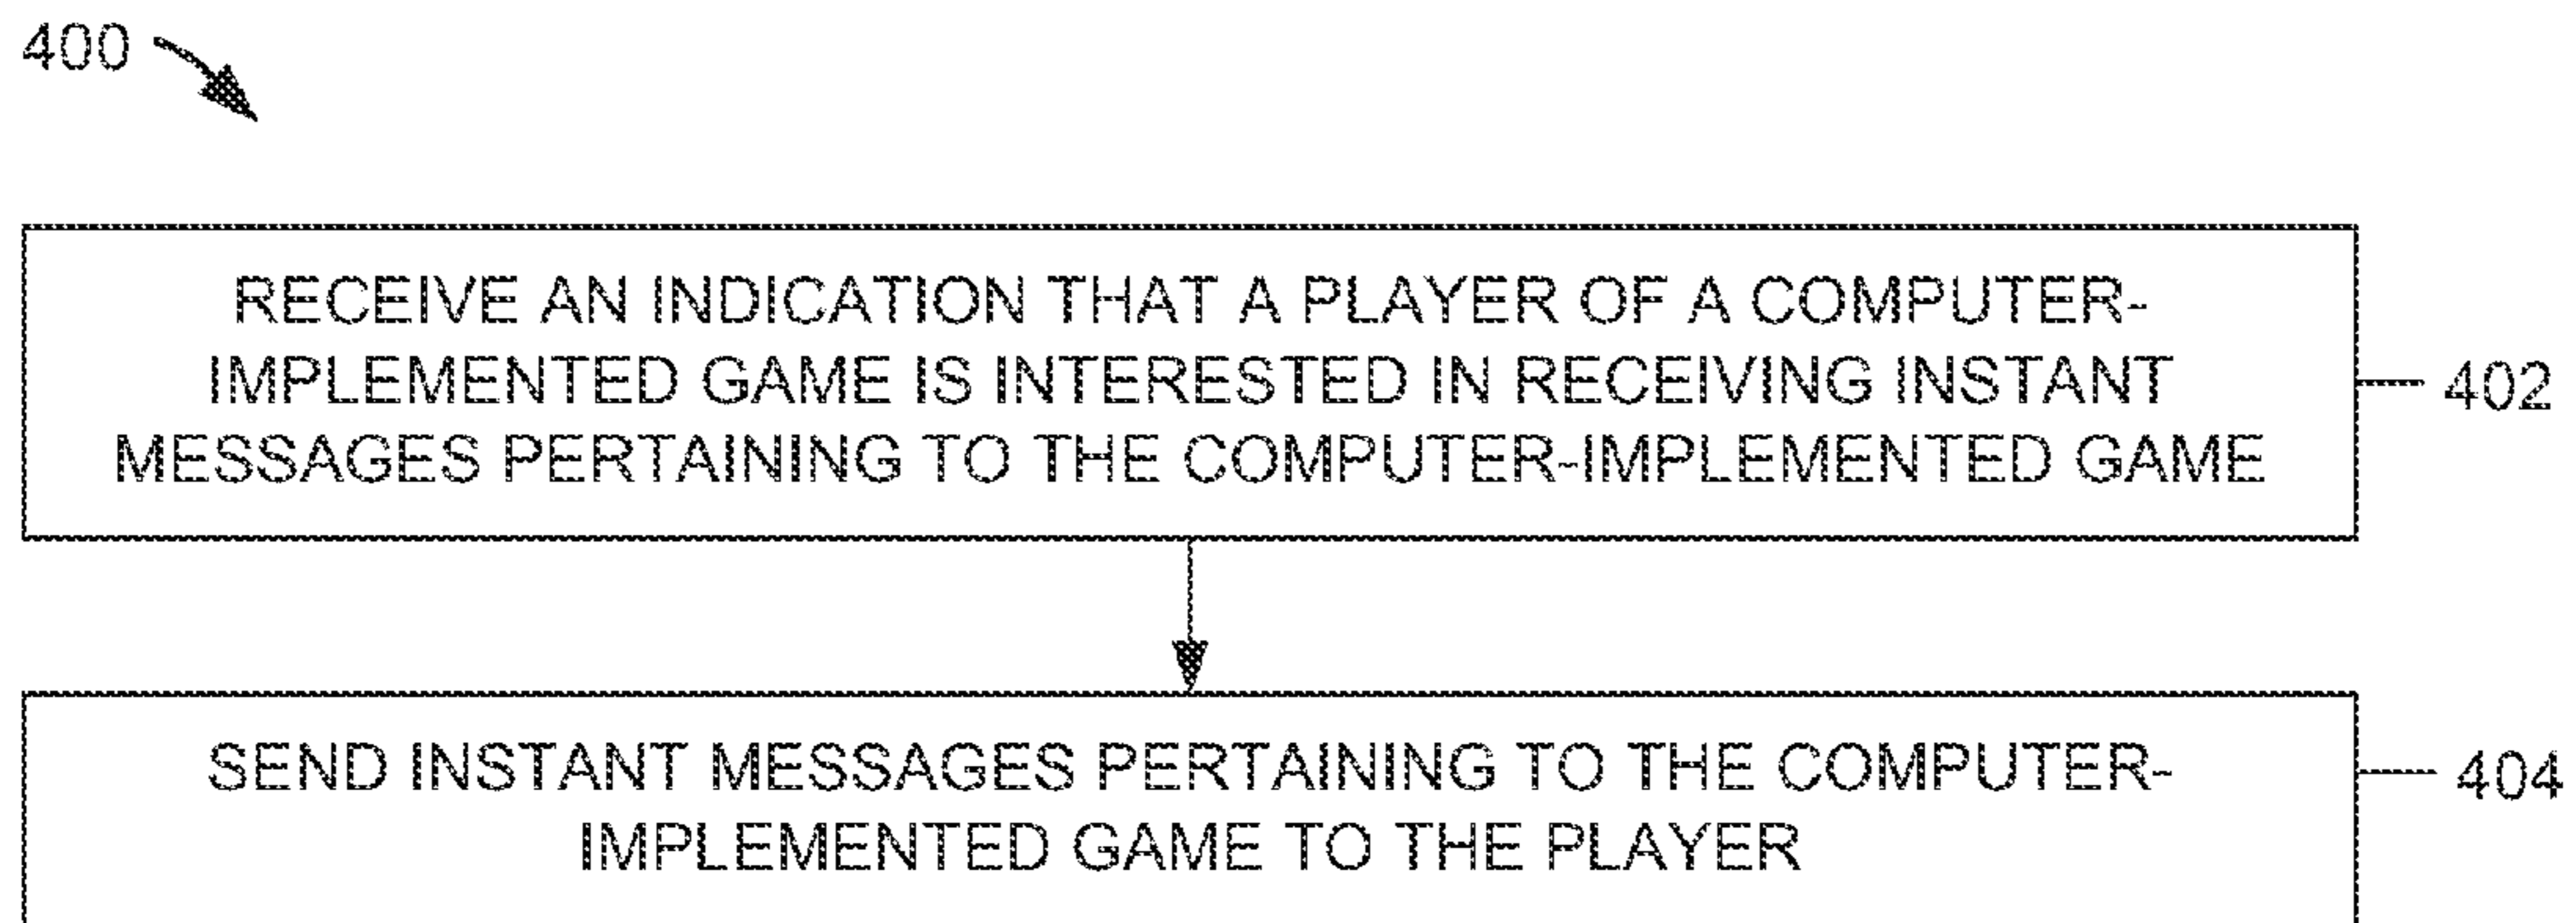 400
RECEIVE AN INDICATION THAT A PLAYER OF A COMPUTER-
IMPLEMENTED GAME IS INTERESTED IN RECEIVING INSTANT
MESSAGES PERTAINING TO THE COMPUTER-IMPLEMENTED GAME
402
SEND INSTANT MESSAGES PERTAINING TO THE COMPUTER-
IMPLEMENTED GAME TO THE PLAYER
404